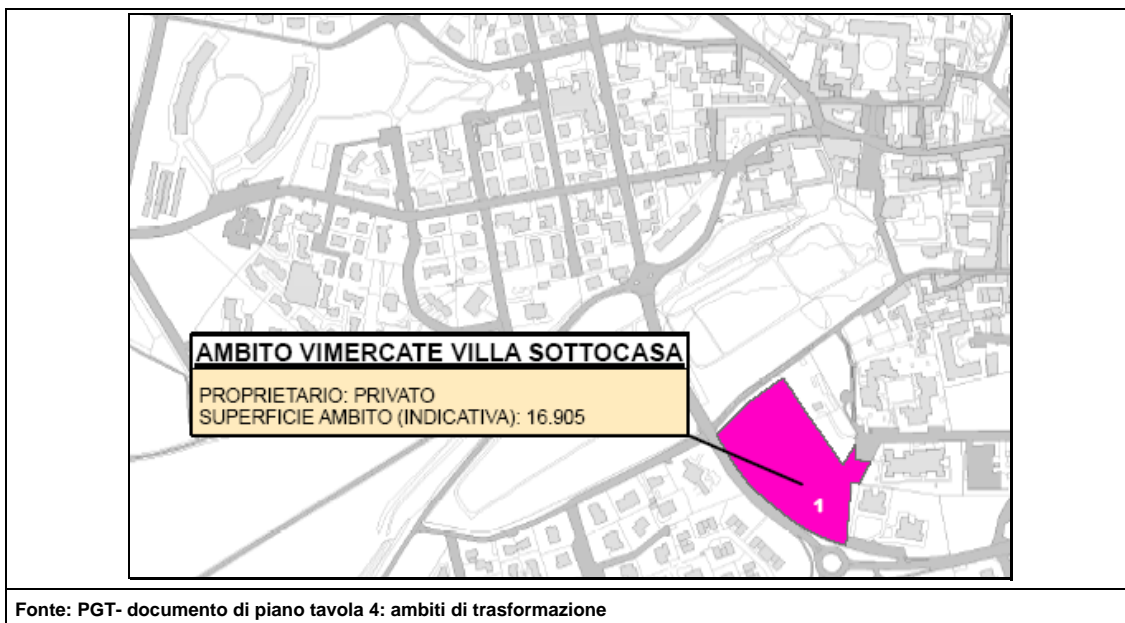 AMBITO VIMERCATE VILLA SOTTOCASA
PROPRIETARIO: PRIVATO
SUPERFICIE AMBITO (INDICATIVA): 16.905
1
Fonte: PGT- documento di piano tavola 4: ambiti di trasformazione